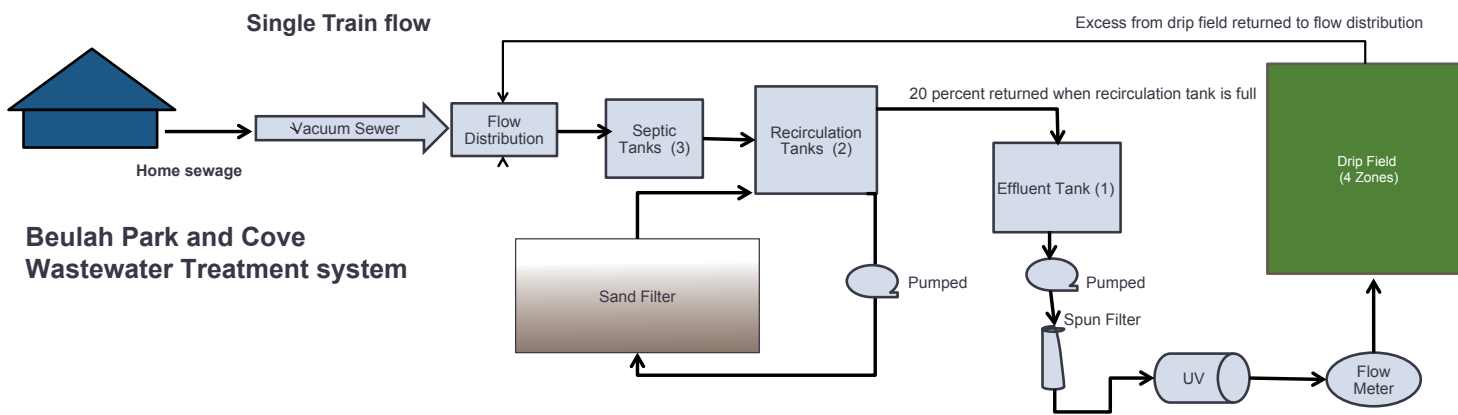 Single Train flow
Excess from drip field returned to flow distribution
20 percent returned when recirculation tank is full
Vacuum Sewer
Flow
Distribution
Septic
Tanks (3)
Recirculation
Tanks (2)
Home sewage
Effluent Tank (1)
Drip Field
(4 Zones)
Beulah Park and Cove
Wastewater Treatment system
Sand Filter
Pumped
Pumped
Spun Filter
UV
Flow
Meter